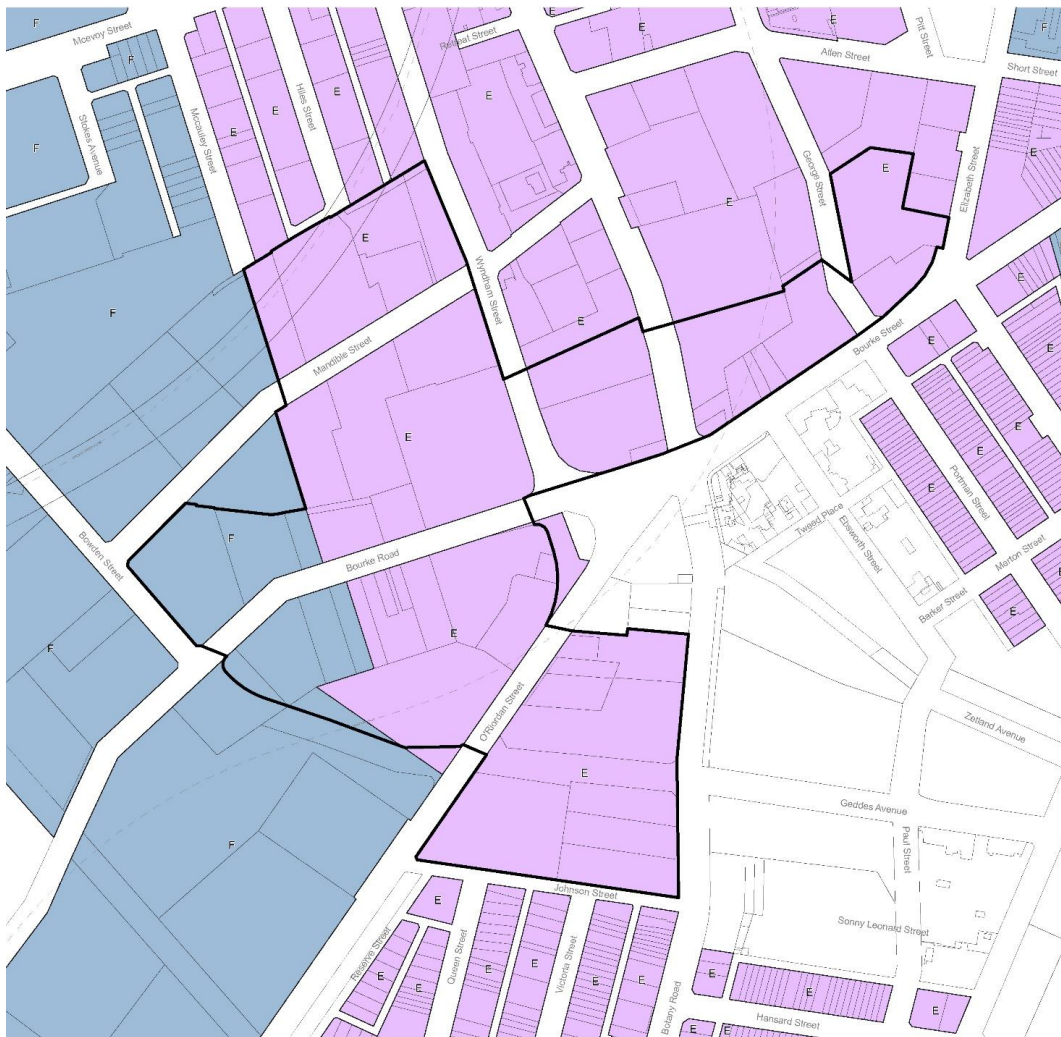 E
F
Mcevoy Street
Retreat Street
E
Pitt Street
F
Allen Street
Short Street
F
Hiles Street
E
E
E
E
F
Stokes Avenue
Mccauley Street
E
George Street
E
E
Elizabeth Street
E
E
Wyndham Street
F
E
Mandible Street
Bourke Street
E
E
E
E
E
E
E
Portman Street
Tweed Place
Ebsworth Street
Merton Street
Bowden Street
F
Bourke Road
Barker Street
E
E
F
E
O'Riordan Street
Zetland Avenue
E
Geddes Avenue
Paul Street
F
Johnson Street
E
Sonny Leonard Street
Reserve Street
Queen Street
Victoria Street
E
E
E
E
E
E
E
E
E
Botany Road
Hansard Street
E
E